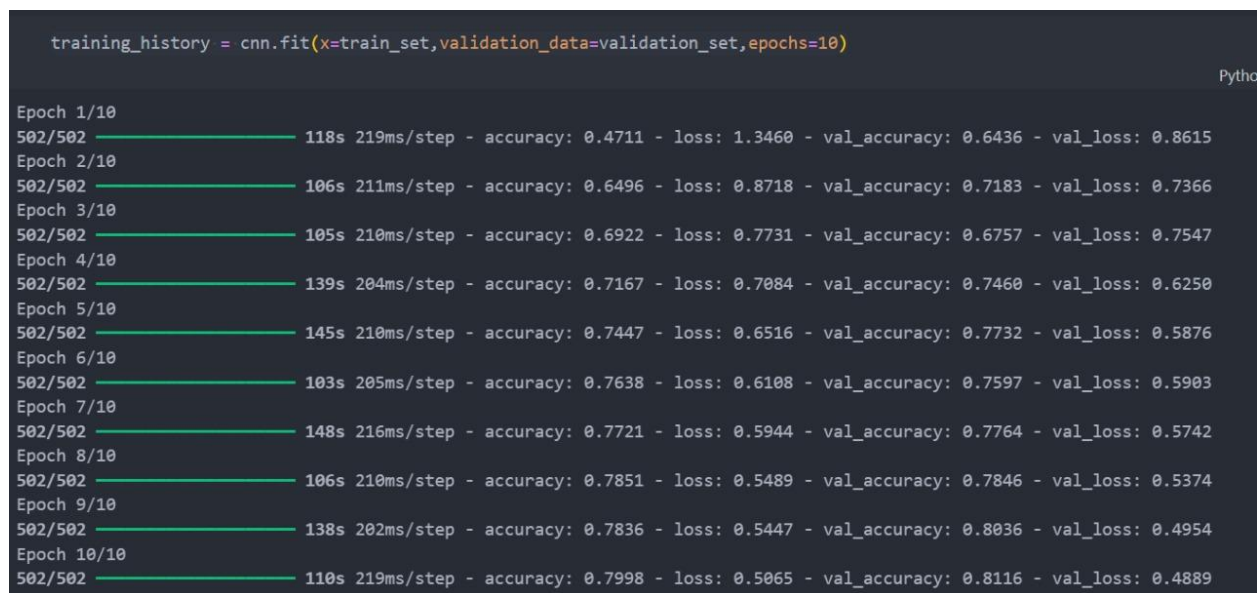 training_history = cnn.fit(x=train_set,validation_data=validation_set,epochs=10)
Pytho
Epoch 1/10
502/502 118s 219ms/step - accuracy: 0.4711 - loss: 1.3460 - val_accuracy: 0.6436 - val_loss: 0.8615
Epoch 2/10
502/502 106s 211ms/step - accuracy: 0.6496 - loss: 0.8718 - val_accuracy: 0.7183 - val_loss: 0.7366
Epoch 3/10
502/502 105s 210ms/step - accuracy: 0.6922 - loss: 0.7731 - val_accuracy: 0.6757 - val_loss: 0.7547
Epoch 4/10
502/502 139s 204ms/step - accuracy: 0.7167 - loss: 0.7084 - val_accuracy: 0.7460 - val_loss: 0.6250
Epoch 5/10
502/502 145s 210ms/step - accuracy: 0.7447 - loss: 0.6516 - val_accuracy: 0.7732 - val_loss: 0.5876
Epoch 6/10
502/502 103s 205ms/step - accuracy: 0.7638 - loss: 0.6108 - val_accuracy: 0.7597 - val_loss: 0.5903
Epoch 7/10
502/502 148s 216ms/step - accuracy: 0.7721 - loss: 0.5944 - val_accuracy: 0.7764 - val_loss: 0.5742
Epoch 8/10
502/502 106s 210ms/step - accuracy: 0.7851 - loss: 0.5489 - val_accuracy: 0.7846 - val_loss: 0.5374
Epoch 9/10
502/502 138s 202ms/step - accuracy: 0.7836 - loss: 0.5447 - val_accuracy: 0.8036 - val_loss: 0.4954
Epoch 10/10
502/502 110s 219ms/step - accuracy: 0.7998 - loss: 0.5065 - val_accuracy: 0.8116 - val_loss: 0.4889